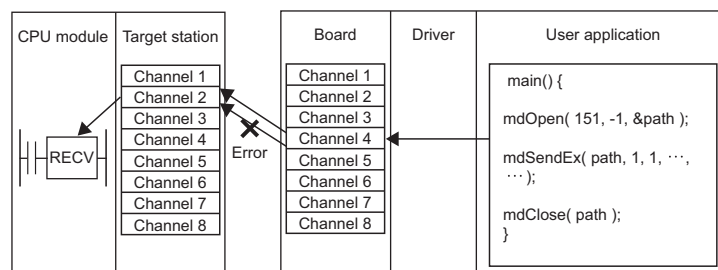 CPU module
Target station
Board
Driver
User application
Channel 1
Channel 2
Channel 3
Channel 4
Channel 5
Channel 6
Channel 7
Channel 8
RECV
Error
Channel 1
Channel 2
Channel 3
Channel 4
Channel 5
Channel 6
Channel 7
Channel 8
main() {
mdOpen( 151, -1, &path );
mdSendEx( path, 1, 1, ···,
··· );
mdClose( path );
}